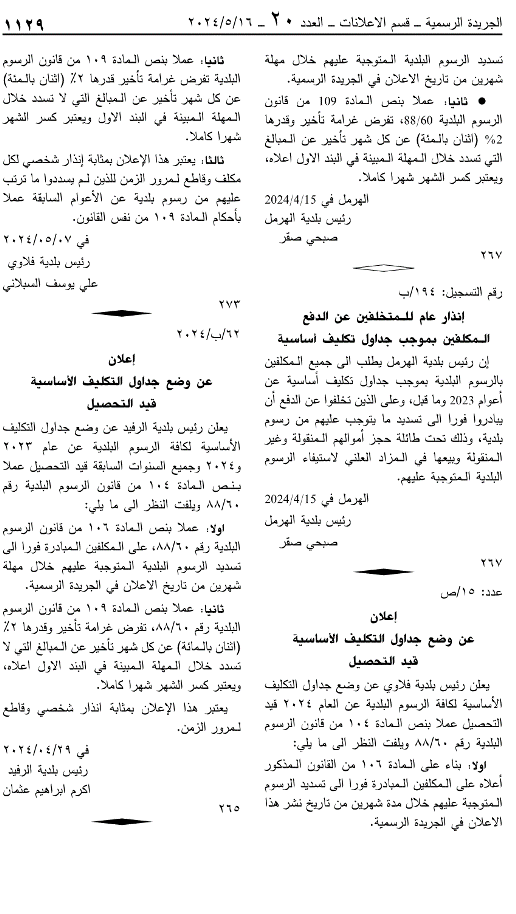 الجريدة الرسمية ـ قسم الاعلانات ـ العدد ٢٠ ـ ٢٠٢٤/٥/١٦
١١٢٩
تسديد الرسوم البلدية المتوجبة عليهم خلال مهلة
شهرين من تاريخ الاعلان في الجريدة الرسمية.
● ثانيا: عملا بنص المادة 109 من قانون
الرسوم البلدية 88/60، تفرض غرامة تأخير وقدرها
2% (اثنان بالمئة) عن كل شهر تأخير عن المبالغ
التي تسدد خلال المهلة المبينة في البند الاول اعلاه،
ويعتبر كسر الشهر شهرا كاملا.
الهرمل في 2024/4/15
رئيس بلدية الهرمل
صبحي صقر
٢٦٧
رقم التسجيل: ١٩٤/ب
إنذار عام للمتخلفين عن الدفع
المكلفين بموجب جداول تكليف أساسية
إن رئيس بلدية الهرمل يطلب الى جميع المكلفين
بالرسوم البلدية بموجب جداول تكليف أساسية عن
أعوام 2023 وما قبل، وعلى الذين تخلفوا عن الدفع أن
يبادروا فورا الى تسديد ما يتوجب عليهم من رسوم
بلدية، وذلك تحت طائلة حجز أموالهم المنقولة وغير
المنقولة وبيعها في المزاد العلني لاستيفاء الرسوم
البلدية المتوجبة عليهم.
الهرمل في 2024/4/15
رئيس بلدية الهرمل
صبحي صقر
٢٦٧
عدد: ١٥/ص
إعلان
عن وضع جداول التكليف الأساسية
قيد التحصيل
يعلن رئيس بلدية فلاوي عن وضع جداول التكليف
الأساسية لكافة الرسوم البلدية عن العام ٢٠٢٤ قيد
التحصيل عملا بنص المادة ١٠٤ من قانون الرسوم
البلدية رقم ٨٨/٦٠ ويلفت النظر الى ما يلي:
اولا: بناء على المادة ١٠٦ من القانون المذكور
أعلاه على المكلفين المبادرة فورا الى تسديد الرسوم
المتوجبة عليهم خلال مدة شهرين من تاريخ نشر هذا
الاعلان في الجريدة الرسمية.
ثانيا: عملا بنص المادة ١٠٩ من قانون الرسوم
البلدية تفرض غرامة تأخير قدرها ٢٪ (اثنان بالمئة)
عن كل شهر تأخير عن المبالغ التي لا تسدد خلال
المهلة المبينة في البند الاول ويعتبر كسر الشهر
شهرا كاملا.
ثالثا: يعتبر هذا الإعلان بمثابة إنذار شخصي لكل
مكلف وقاطع لمرور الزمن للذين لم يسددوا ما ترتب
عليهم من رسوم بلدية عن الأعوام السابقة عملا
بأحكام المادة ١٠٩ من نفس القانون.
في ٢٠٢٤/٠٥/٠٧
رئيس بلدية فلاوي
علي يوسف السبلاني
٢٧٣
٦٢/ب/٢٠٢٤
إعلان
عن وضع جداول التكليف الأساسية
قيد التحصيل
يعلن رئيس بلدية الرفيد عن وضع جداول التكليف
الأساسية لكافة الرسوم البلدية عن عام ٢٠٢٣
و٢٠٢٤ وجميع السنوات السابقة قيد التحصيل عملا
بنص المادة ١٠٤ من قانون الرسوم البلدية رقم
٨٨/٦٠ ويلفت النظر الى ما يلي:
اولا: عملا بنص المادة ١٠٦ من قانون الرسوم
البلدية رقم ٨٨/٦٠، على المكلفين المبادرة فورا الى
تسديد الرسوم البلدية المتوجبة عليهم خلال مهلة
شهرين من تاريخ الاعلان في الجريدة الرسمية.
ثانيا: عملا بنص المادة ١٠٩ من قانون الرسوم
البلدية رقم ٨٨/٦٠، تفرض غرامة تأخير وقدرها ٢٪
(اثنان بالمائة) عن كل شهر تأخير عن المبالغ التي لا
تسدد خلال المهلة المبينة في البند الاول اعلاه،
ويعتبر كسر الشهر شهرا كاملا.
يعتبر هذا الإعلان بمثابة انذار شخصي وقاطع
لمرور الزمن.
في ٢٠٢٤/٠٤/٢٩
رئيس بلدية الرفيد
اكرم ابراهيم عثمان
٢٦٥